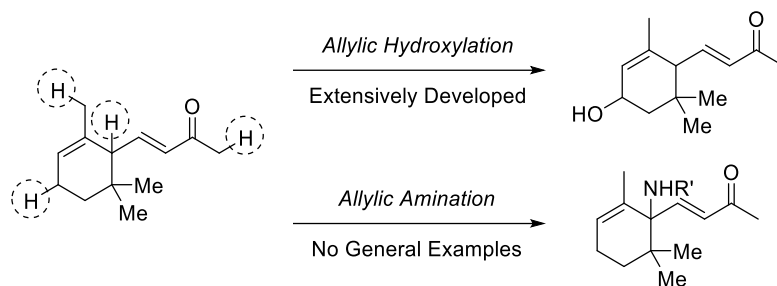 Allylic Hydroxylation
Extensively Developed
H
H
H
O
Me
Me
HO
O
Me
Me
Allylic Amination
No General Examples
NHR'
O
Me
Me